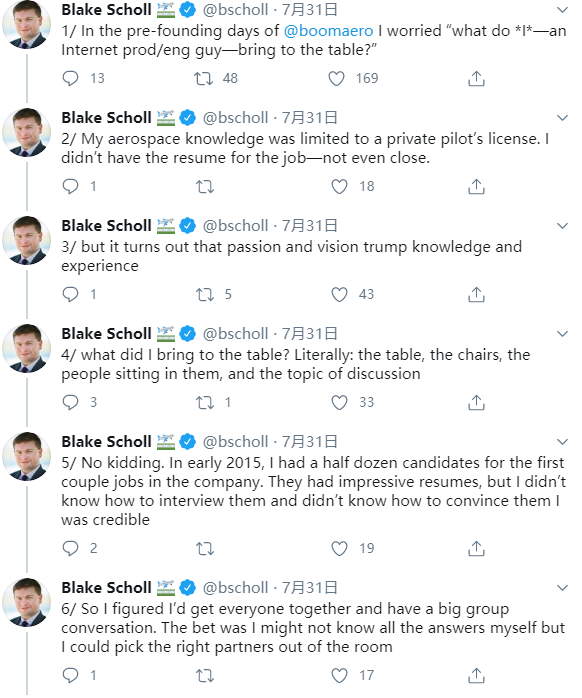 Blake Scholl @bscholl · 7月31日
1/ In the pre-founding days of @boomaero I worried “what do *I*—an
Internet prod/eng guy—bring to the table?”
13 48 169
Blake Scholl @bscholl · 7月31日
2/ My aerospace knowledge was limited to a private pilot’s license. I
didn’t have the resume for the job—not even close.
1 18
Blake Scholl @bscholl · 7月31日
3/ but it turns out that passion and vision trump knowledge and
experience
1 5 43
Blake Scholl @bscholl · 7月31日
4/ what did I bring to the table? Literally: the table, the chairs, the
people sitting in them, and the topic of discussion
3 1 33
Blake Scholl @bscholl · 7月31日
5/ No kidding. In early 2015, I had a half dozen candidates for the first
couple jobs in the company. They had impressive resumes, but I didn’t
know how to interview them and didn’t know how to convince them I
was credible
2 19
Blake Scholl @bscholl · 7月31日
6/ So I figured I’d get everyone together and have a big group
conversation. The bet was I might not know all the answers myself but
I could pick the right partners out of the room
1 17